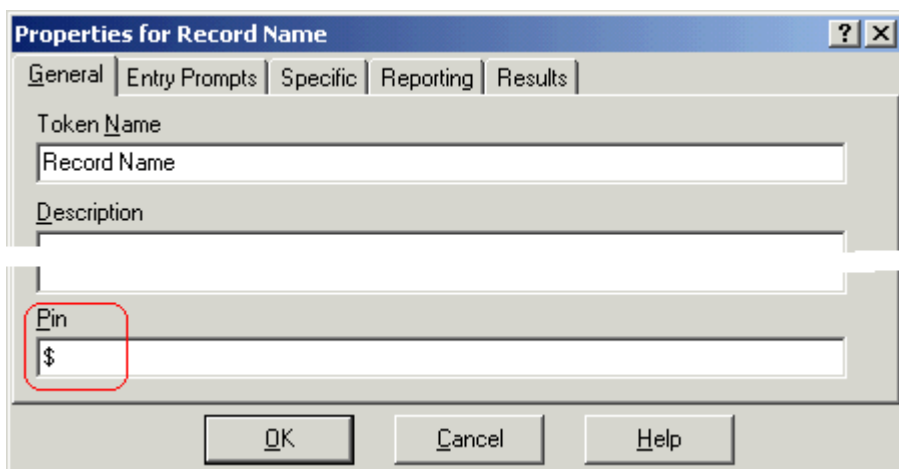 Properties for Record Name
General Entry Prompts Specific Reporting Results
Token Name
Record Name
Description
Pin
$
OK Cancel Help